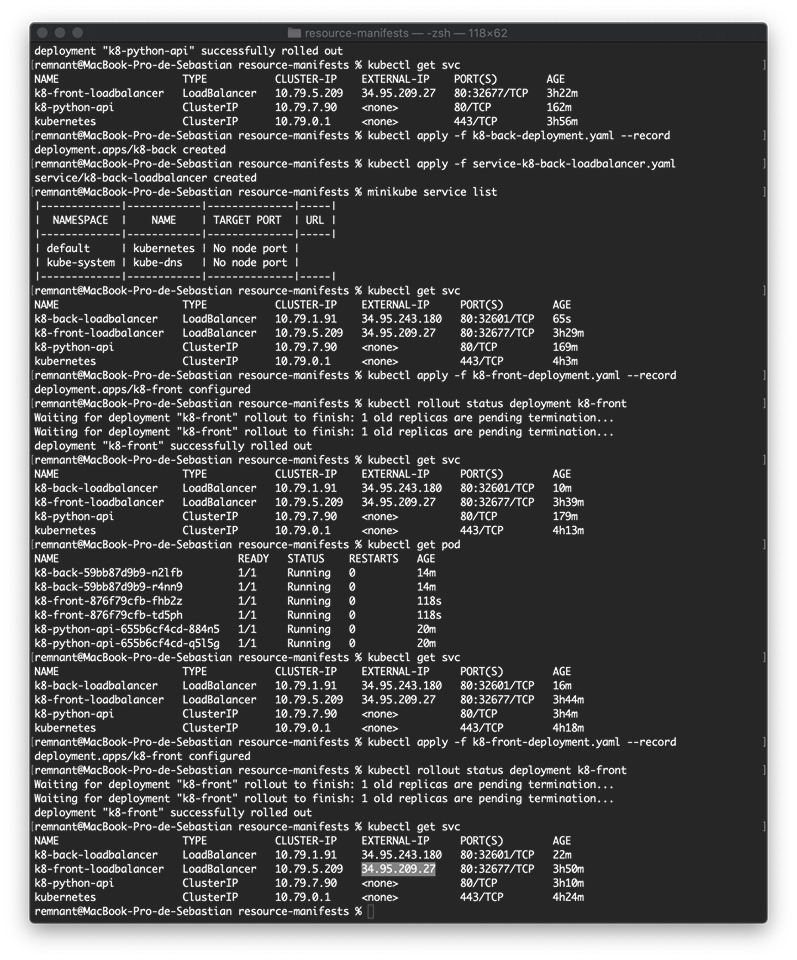 resource-manifests — -zsh — 118×62
deployment "k8-python-api" successfully rolled out
[remnant@MacBook-Pro-de-Sebastian resource-manifests % kubectl get svc ]
NAME TYPE CLUSTER-IP EXTERNAL-IP PORT(S) AGE
k8-front-loadbalancer LoadBalancer 10.79.5.209 34.95.209.27 80:32677/TCP 3h22m
k8-python-api ClusterIP 10.79.7.90 <none> 80/TCP 162m
kubernetes ClusterIP 10.79.0.1 <none> 443/TCP 3h56m
[remnant@MacBook-Pro-de-Sebastian resource-manifests % kubectl apply -f k8-back-deployment.yaml --record ]
deployment.apps/k8-back created
[remnant@MacBook-Pro-de-Sebastian resource-manifests % kubectl apply -f service-k8-back-loadbalancer.yaml ]
service/k8-back-loadbalancer created
[remnant@MacBook-Pro-de-Sebastian resource-manifests % minikube service list ]
|-------------|------------|--------------|-----|
| NAMESPACE | NAME | TARGET PORT | URL |
|-------------|------------|--------------|-----|
| default | kubernetes | No node port |
| kube-system | kube-dns | No node port |
|-------------|------------|--------------|-----|
[remnant@MacBook-Pro-de-Sebastian resource-manifests % kubectl get svc ]
NAME TYPE CLUSTER-IP EXTERNAL-IP PORT(S) AGE
k8-back-loadbalancer LoadBalancer 10.79.1.91 34.95.243.180 80:32601/TCP 65s
k8-front-loadbalancer LoadBalancer 10.79.5.209 34.95.209.27 80:32677/TCP 3h29m
k8-python-api ClusterIP 10.79.7.90 <none> 80/TCP 169m
kubernetes ClusterIP 10.79.0.1 <none> 443/TCP 4h3m
[remnant@MacBook-Pro-de-Sebastian resource-manifests % kubectl apply -f k8-front-deployment.yaml --record ]
deployment.apps/k8-front configured
[remnant@MacBook-Pro-de-Sebastian resource-manifests % kubectl rollout status deployment k8-front ]
Waiting for deployment "k8-front" rollout to finish: 1 old replicas are pending termination...
Waiting for deployment "k8-front" rollout to finish: 1 old replicas are pending termination...
deployment "k8-front" successfully rolled out
[remnant@MacBook-Pro-de-Sebastian resource-manifests % kubectl get svc ]
NAME TYPE CLUSTER-IP EXTERNAL-IP PORT(S) AGE
k8-back-loadbalancer LoadBalancer 10.79.1.91 34.95.243.180 80:32601/TCP 10m
k8-front-loadbalancer LoadBalancer 10.79.5.209 34.95.209.27 80:32677/TCP 3h39m
k8-python-api ClusterIP 10.79.7.90 <none> 80/TCP 179m
kubernetes ClusterIP 10.79.0.1 <none> 443/TCP 4h13m
[remnant@MacBook-Pro-de-Sebastian resource-manifests % kubectl get pod ]
NAME READY STATUS RESTARTS AGE
k8-back-59bb87d9b9-n2lfb 1/1 Running 0 14m
k8-back-59bb87d9b9-r4nn9 1/1 Running 0 14m
k8-front-876f79cfb-fhb2z 1/1 Running 0 118s
k8-front-876f79cfb-td5ph 1/1 Running 0 118s
k8-python-api-655b6cf4cd-884n5 1/1 Running 0 20m
k8-python-api-655b6cf4cd-q5l5g 1/1 Running 0 20m
[remnant@MacBook-Pro-de-Sebastian resource-manifests % kubectl get svc ]
NAME TYPE CLUSTER-IP EXTERNAL-IP PORT(S) AGE
k8-back-loadbalancer LoadBalancer 10.79.1.91 34.95.243.180 80:32601/TCP 16m
k8-front-loadbalancer LoadBalancer 10.79.5.209 34.95.209.27 80:32677/TCP 3h44m
k8-python-api ClusterIP 10.79.7.90 <none> 80/TCP 3h4m
kubernetes ClusterIP 10.79.0.1 <none> 443/TCP 4h18m
[remnant@MacBook-Pro-de-Sebastian resource-manifests % kubectl apply -f k8-front-deployment.yaml --record ]
deployment.apps/k8-front configured
[remnant@MacBook-Pro-de-Sebastian resource-manifests % kubectl rollout status deployment k8-front ]
Waiting for deployment "k8-front" rollout to finish: 1 old replicas are pending termination...
Waiting for deployment "k8-front" rollout to finish: 1 old replicas are pending termination...
deployment "k8-front" successfully rolled out
[remnant@MacBook-Pro-de-Sebastian resource-manifests % kubectl get svc ]
NAME TYPE CLUSTER-IP EXTERNAL-IP PORT(S) AGE
k8-back-loadbalancer LoadBalancer 10.79.1.91 34.95.243.180 80:32601/TCP 22m
k8-front-loadbalancer LoadBalancer 10.79.5.209 34.95.209.27 80:32677/TCP 3h50m
k8-python-api ClusterIP 10.79.7.90 <none> 80/TCP 3h10m
kubernetes ClusterIP 10.79.0.1 <none> 443/TCP 4h24m
remnant@MacBook-Pro-de-Sebastian resource-manifests %